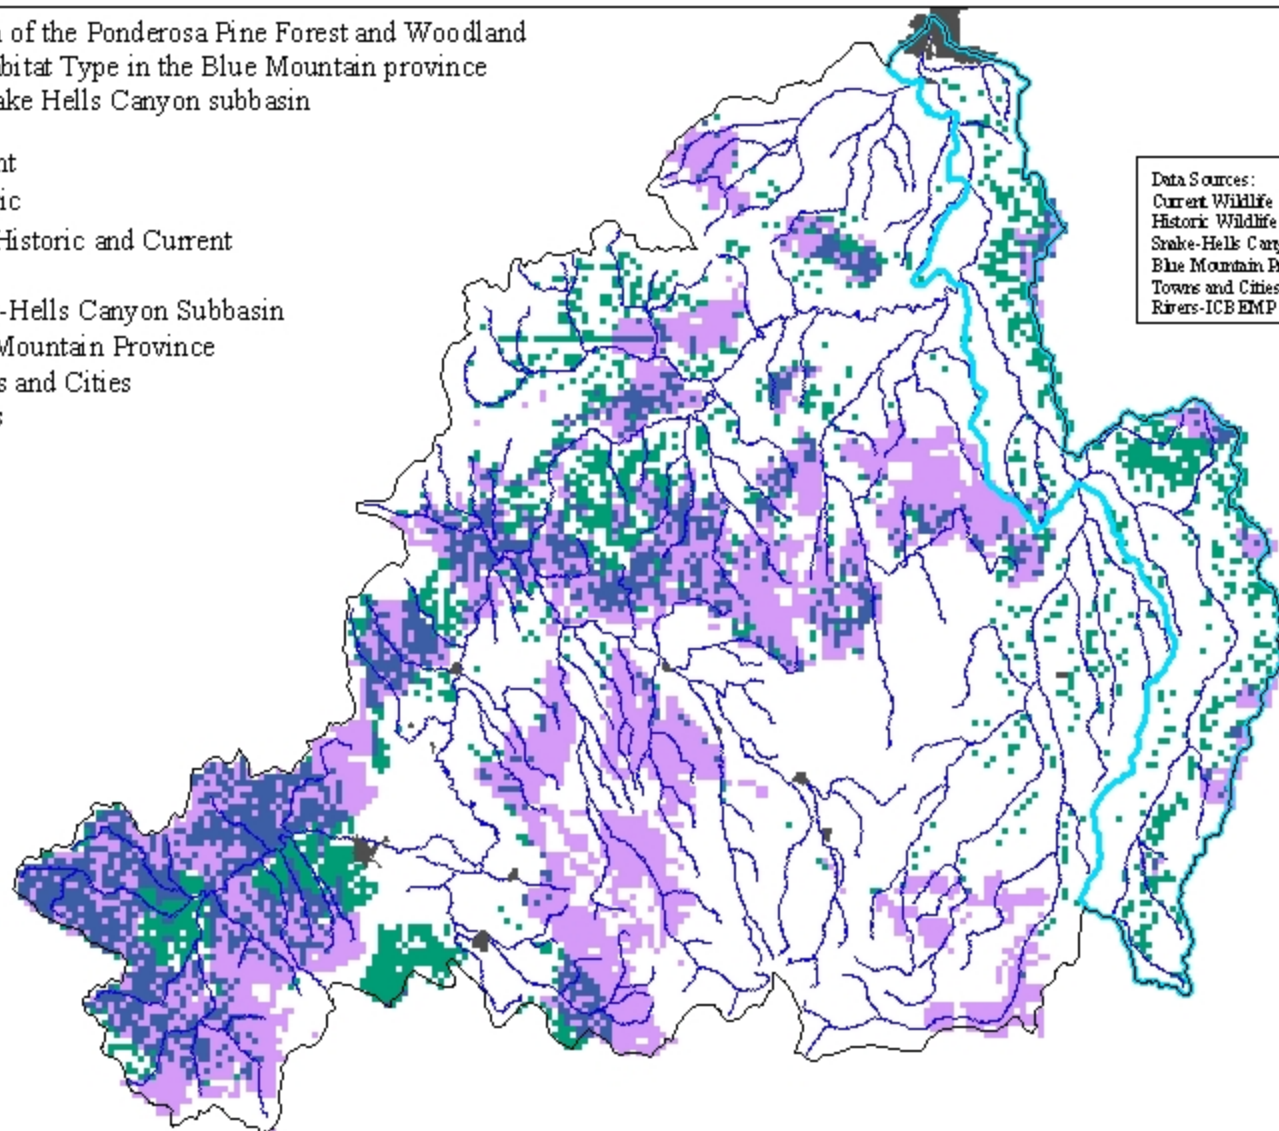 of the Ponderosa Pine Forest and Woodland
bitat Type in the Blue Mountain province
ake Hells Canyon subbasin
nt
ic
Historic and Current
-Hells Canyon Subbasin
Mountain Province
s and Cities
s
Data Sources:
Current Wildlife
Historic Wildlife
Snake-Hells Cany
Blue Mountain P
Towns and Cities
Rivers-ICBEMP